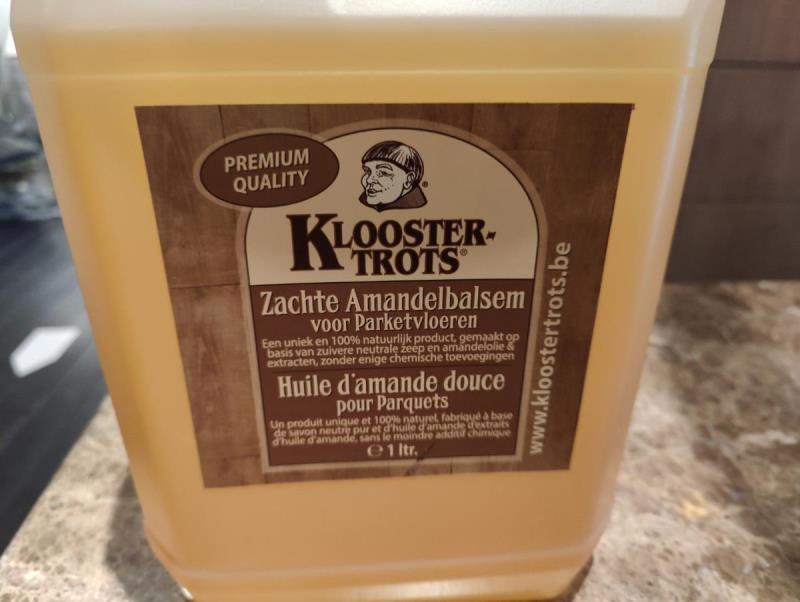 PREMIUM
QUALITY
KLOOSTER-
TROTS®
Zachte Amandelbalsem
voor Parketvloeren
Een uniek en 100% natuurlijk product, gemaakt op
basis van zuivere neutrale zeep en amandelolie &
extracten, zonder enige chemische toevoegingen
Huile d'amande douce
pour Parquets
Un produit unique et 100% naturel, fabriqué à base
de savon neutre pur et d'huile d'amande d'extraits
d'huile d'amande, sans le moindre additif chimique
℮ 1 ltr.
www.kloostertrots.be